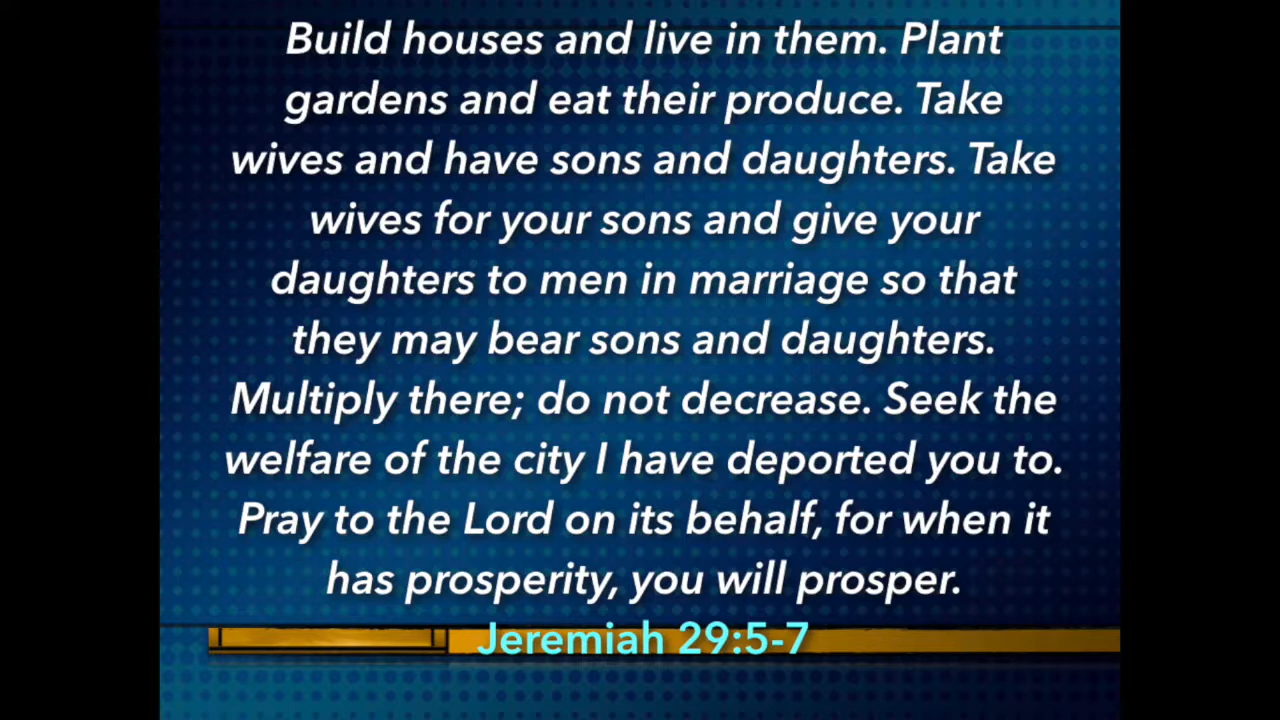 Build houses and live in them. Plant
gardens and eat their produce. Take
wives and have sons and daughters. Take
wives for your sons and give your
daughters to men in marriage so that
they may bear sons and daughters.
Multiply there; do not decrease. Seek the
welfare of the city I have deported you to.
Pray to the Lord on its behalf, for when it
has prosperity, you will prosper.
Jeremiah 29:5-7